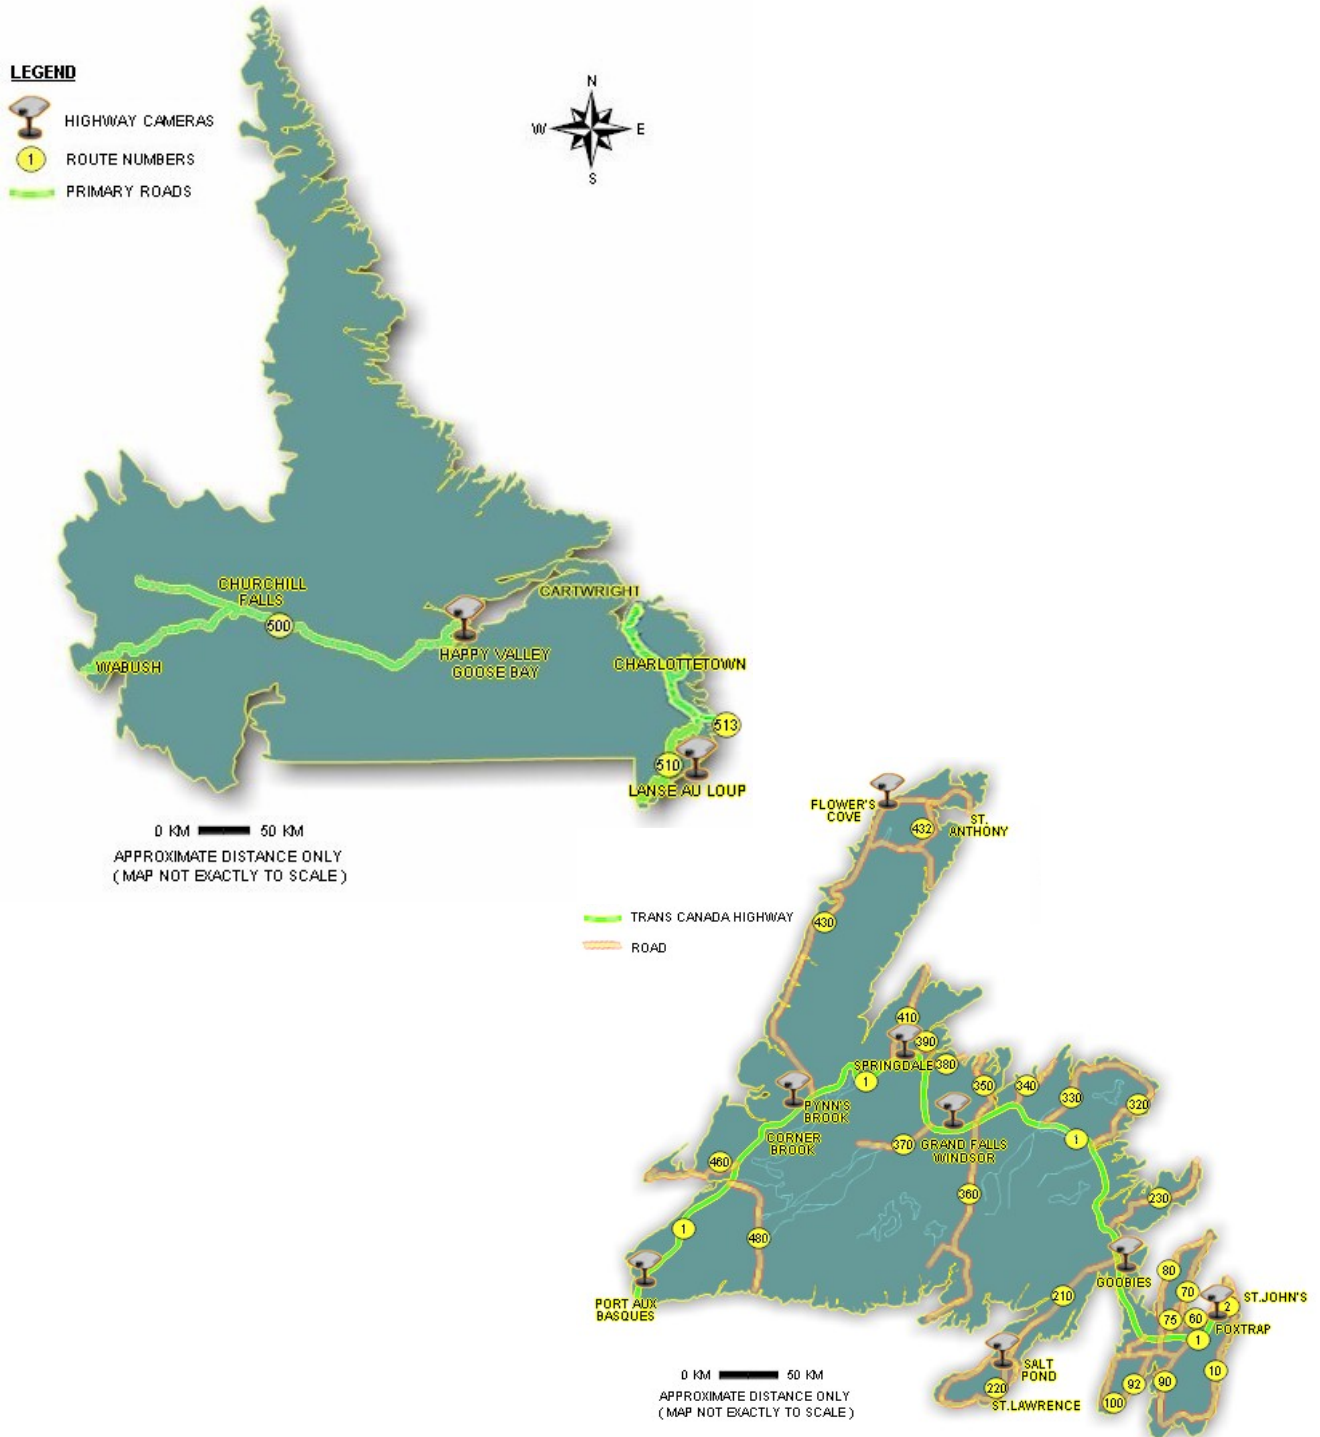 LEGEND
HIGHWAY CAMERAS
1
ROUTE NUMBERS
PRIMARY ROADS
N
W
E
S
CHURCHILL
FALLS
500
WABUSH
HAPPY VALLEY
GOOSE BAY
CARTWRIGHT
CHARLOTTETOWN
513
510
LANSE AU LOUP
0 KM
50 KM
APPROXIMATE DISTANCE ONLY
( MAP NOT EXACTLY TO SCALE )
FLOWER'S
COVE
432
ST.
ANTHONY
TRANS CANADA HIGHWAY
ROAD
430
410
390
SPRINGDALE
380
1
350
340
330
320
PYNN'S
BROOK
CORNER
BROOK
370
GRAND FALLS
WINDSOR
1
460
360
230
1
480
PORT AUX
BASQUES
GOOBIES
210
80
70
2
ST.JOHN'S
75
60
FOXTRAP
1
SALT
POND
220
ST.LAWRENCE
92
90
10
100
0 KM
50 KM
APPROXIMATE DISTANCE ONLY
( MAP NOT EXACTLY TO SCALE )